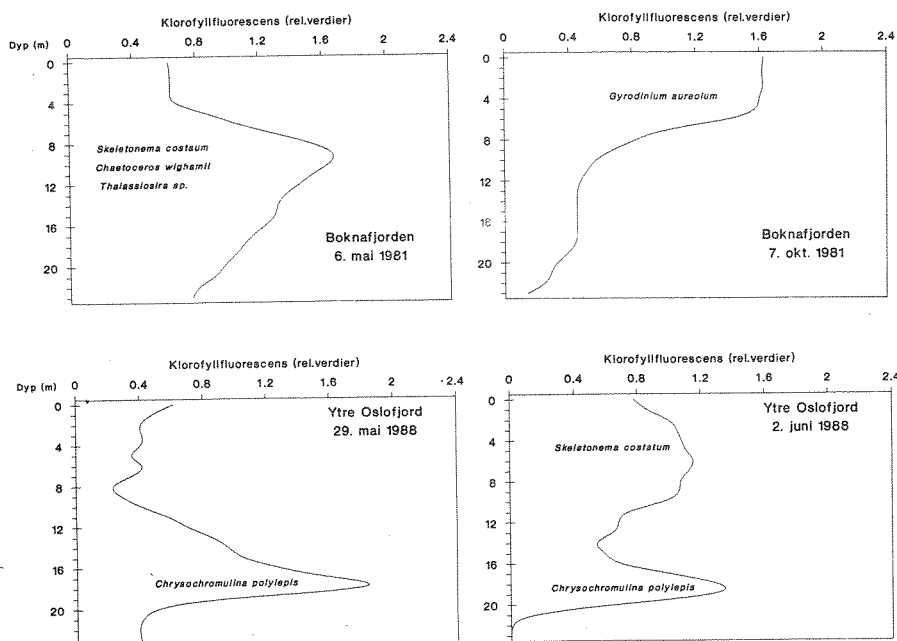 Klorofyllfluorescens (rel.verdier)
Dyp (m)
0 0.4 0.8 1.2 1.6 2 2.4
0
4
8
12
16
20
Skeletonema costaum
Chaetoceros wighamii
Thalassiosira sp.
Boknafjorden
6. mai 1981
Klorofyllfluorescens (rel.verdier)
0 0.4 0.8 1.2 1.6 2 2.4
0
4
8
12
16
20
Gyrodinium aureolum
Boknafjorden
7. okt. 1981
Klorofyllfluorescens (rel.verdier)
Dyp (m)
0 0.4 0.8 1.2 1.6 2 2.4
0
4
8
12
16
20
Ytre Oslofjord
29. mai 1988
Chrysochromulina polylepis
Klorofyllfluorescens (rel.verdier)
0 0.4 0.8 1.2 1.6 2 2.4
0
4
8
12
16
20
Ytre Oslofjord
2. juni 1988
Skeletonema costatum
Chrysochromulina polylepis